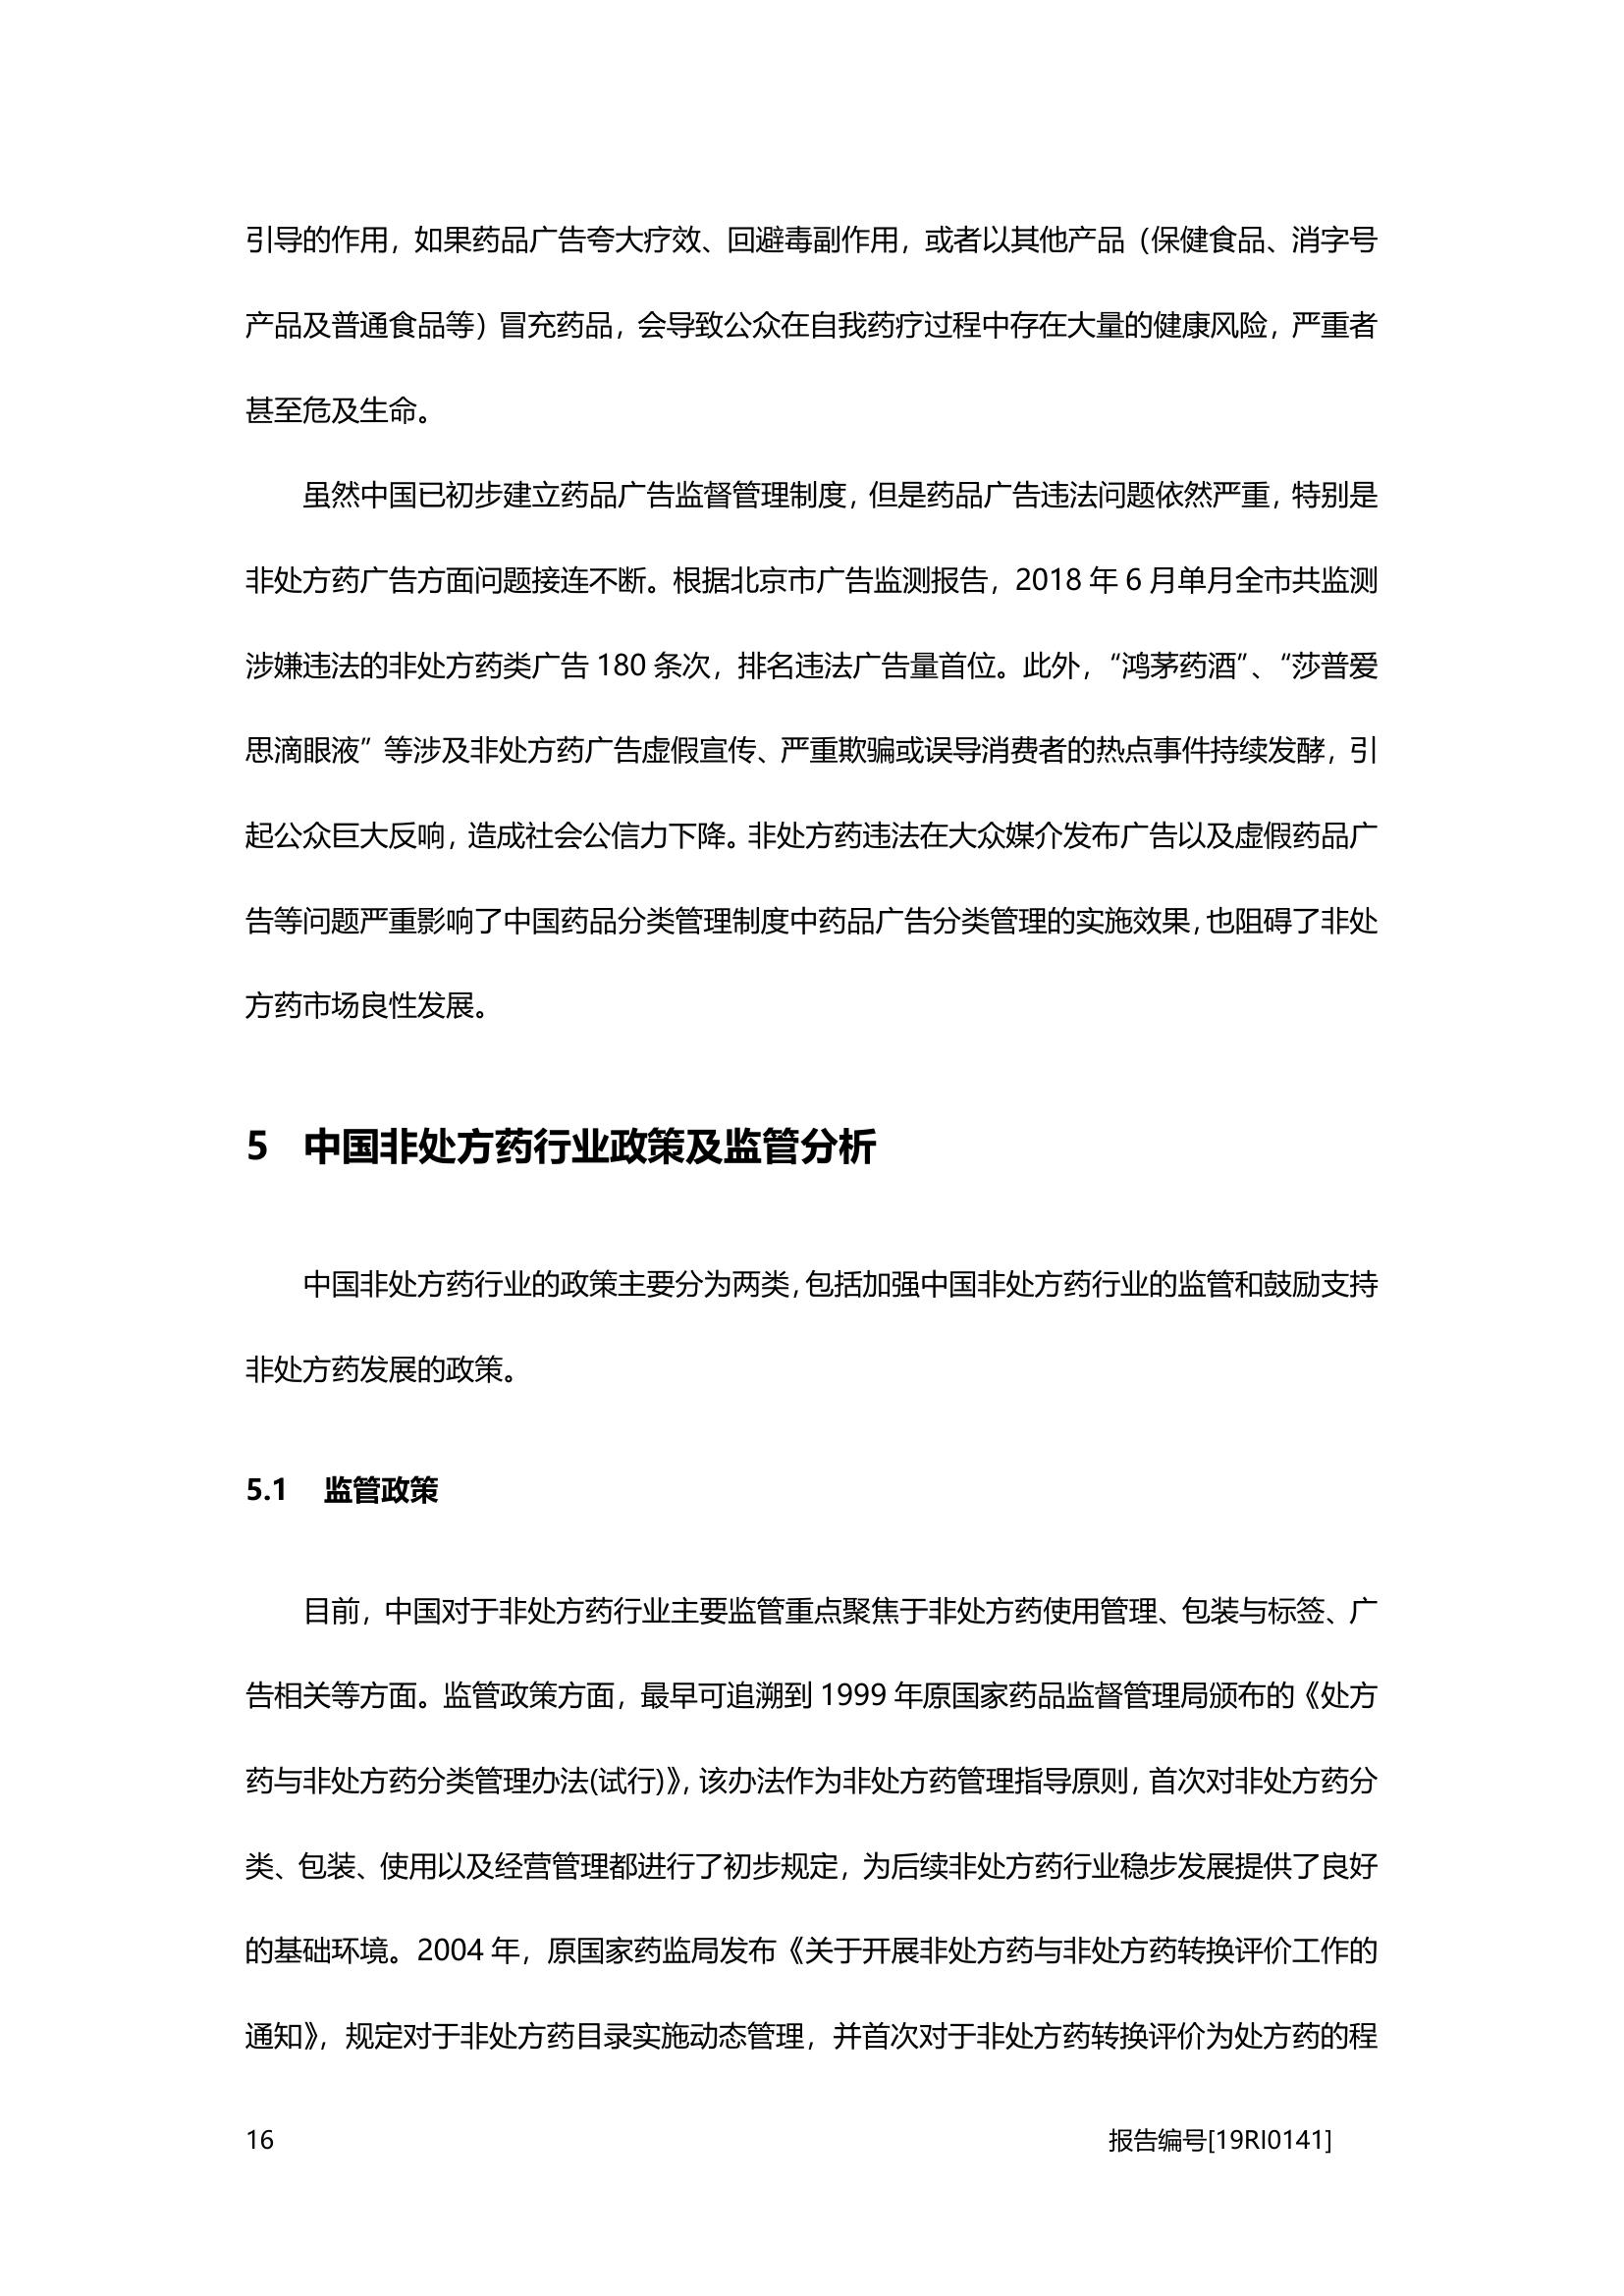 引导的作用，如果药品广告夸大疗效、回避毒副作用，或者以其他产品（保健食品、消字号
产品及普通食品等）冒充药品，会导致公众在自我药疗过程中存在大量的健康风险，严重者
甚至危及生命。
虽然中国已初步建立药品广告监督管理制度，但是药品广告违法问题依然严重，特别是
非处方药广告方面问题接连不断。根据北京市广告监测报告，2018 年 6 月单月全市共监测
涉嫌违法的非处方药类广告 180 条次，排名违法广告量首位。此外，“鸿茅药酒”、“莎普爱
思滴眼液”等涉及非处方药广告虚假宣传、严重欺骗或误导消费者的热点事件持续发酵，引
起公众巨大反响，造成社会公信力下降。非处方药违法在大众媒介发布广告以及虚假药品广
告等问题严重影响了中国药品分类管理制度中药品广告分类管理的实施效果，也阻碍了非处
方药市场良性发展。
5 中国非处方药行业政策及监管分析
中国非处方药行业的政策主要分为两类，包括加强中国非处方药行业的监管和鼓励支持
非处方药发展的政策。
5.1 监管政策
目前，中国对于非处方药行业主要监管重点聚焦于非处方药使用管理、包装与标签、广
告相关等方面。监管政策方面，最早可追溯到 1999 年原国家药品监督管理局颁布的《处方
药与非处方药分类管理办法(试行)》，该办法作为非处方药管理指导原则，首次对非处方药分
类、包装、使用以及经营管理都进行了初步规定，为后续非处方药行业稳步发展提供了良好
的基础环境。2004 年，原国家药监局发布《关于开展非处方药与非处方药转换评价工作的
通知》，规定对于非处方药目录实施动态管理，并首次对于非处方药转换评价为处方药的程
16 报告编号[19RI0141]